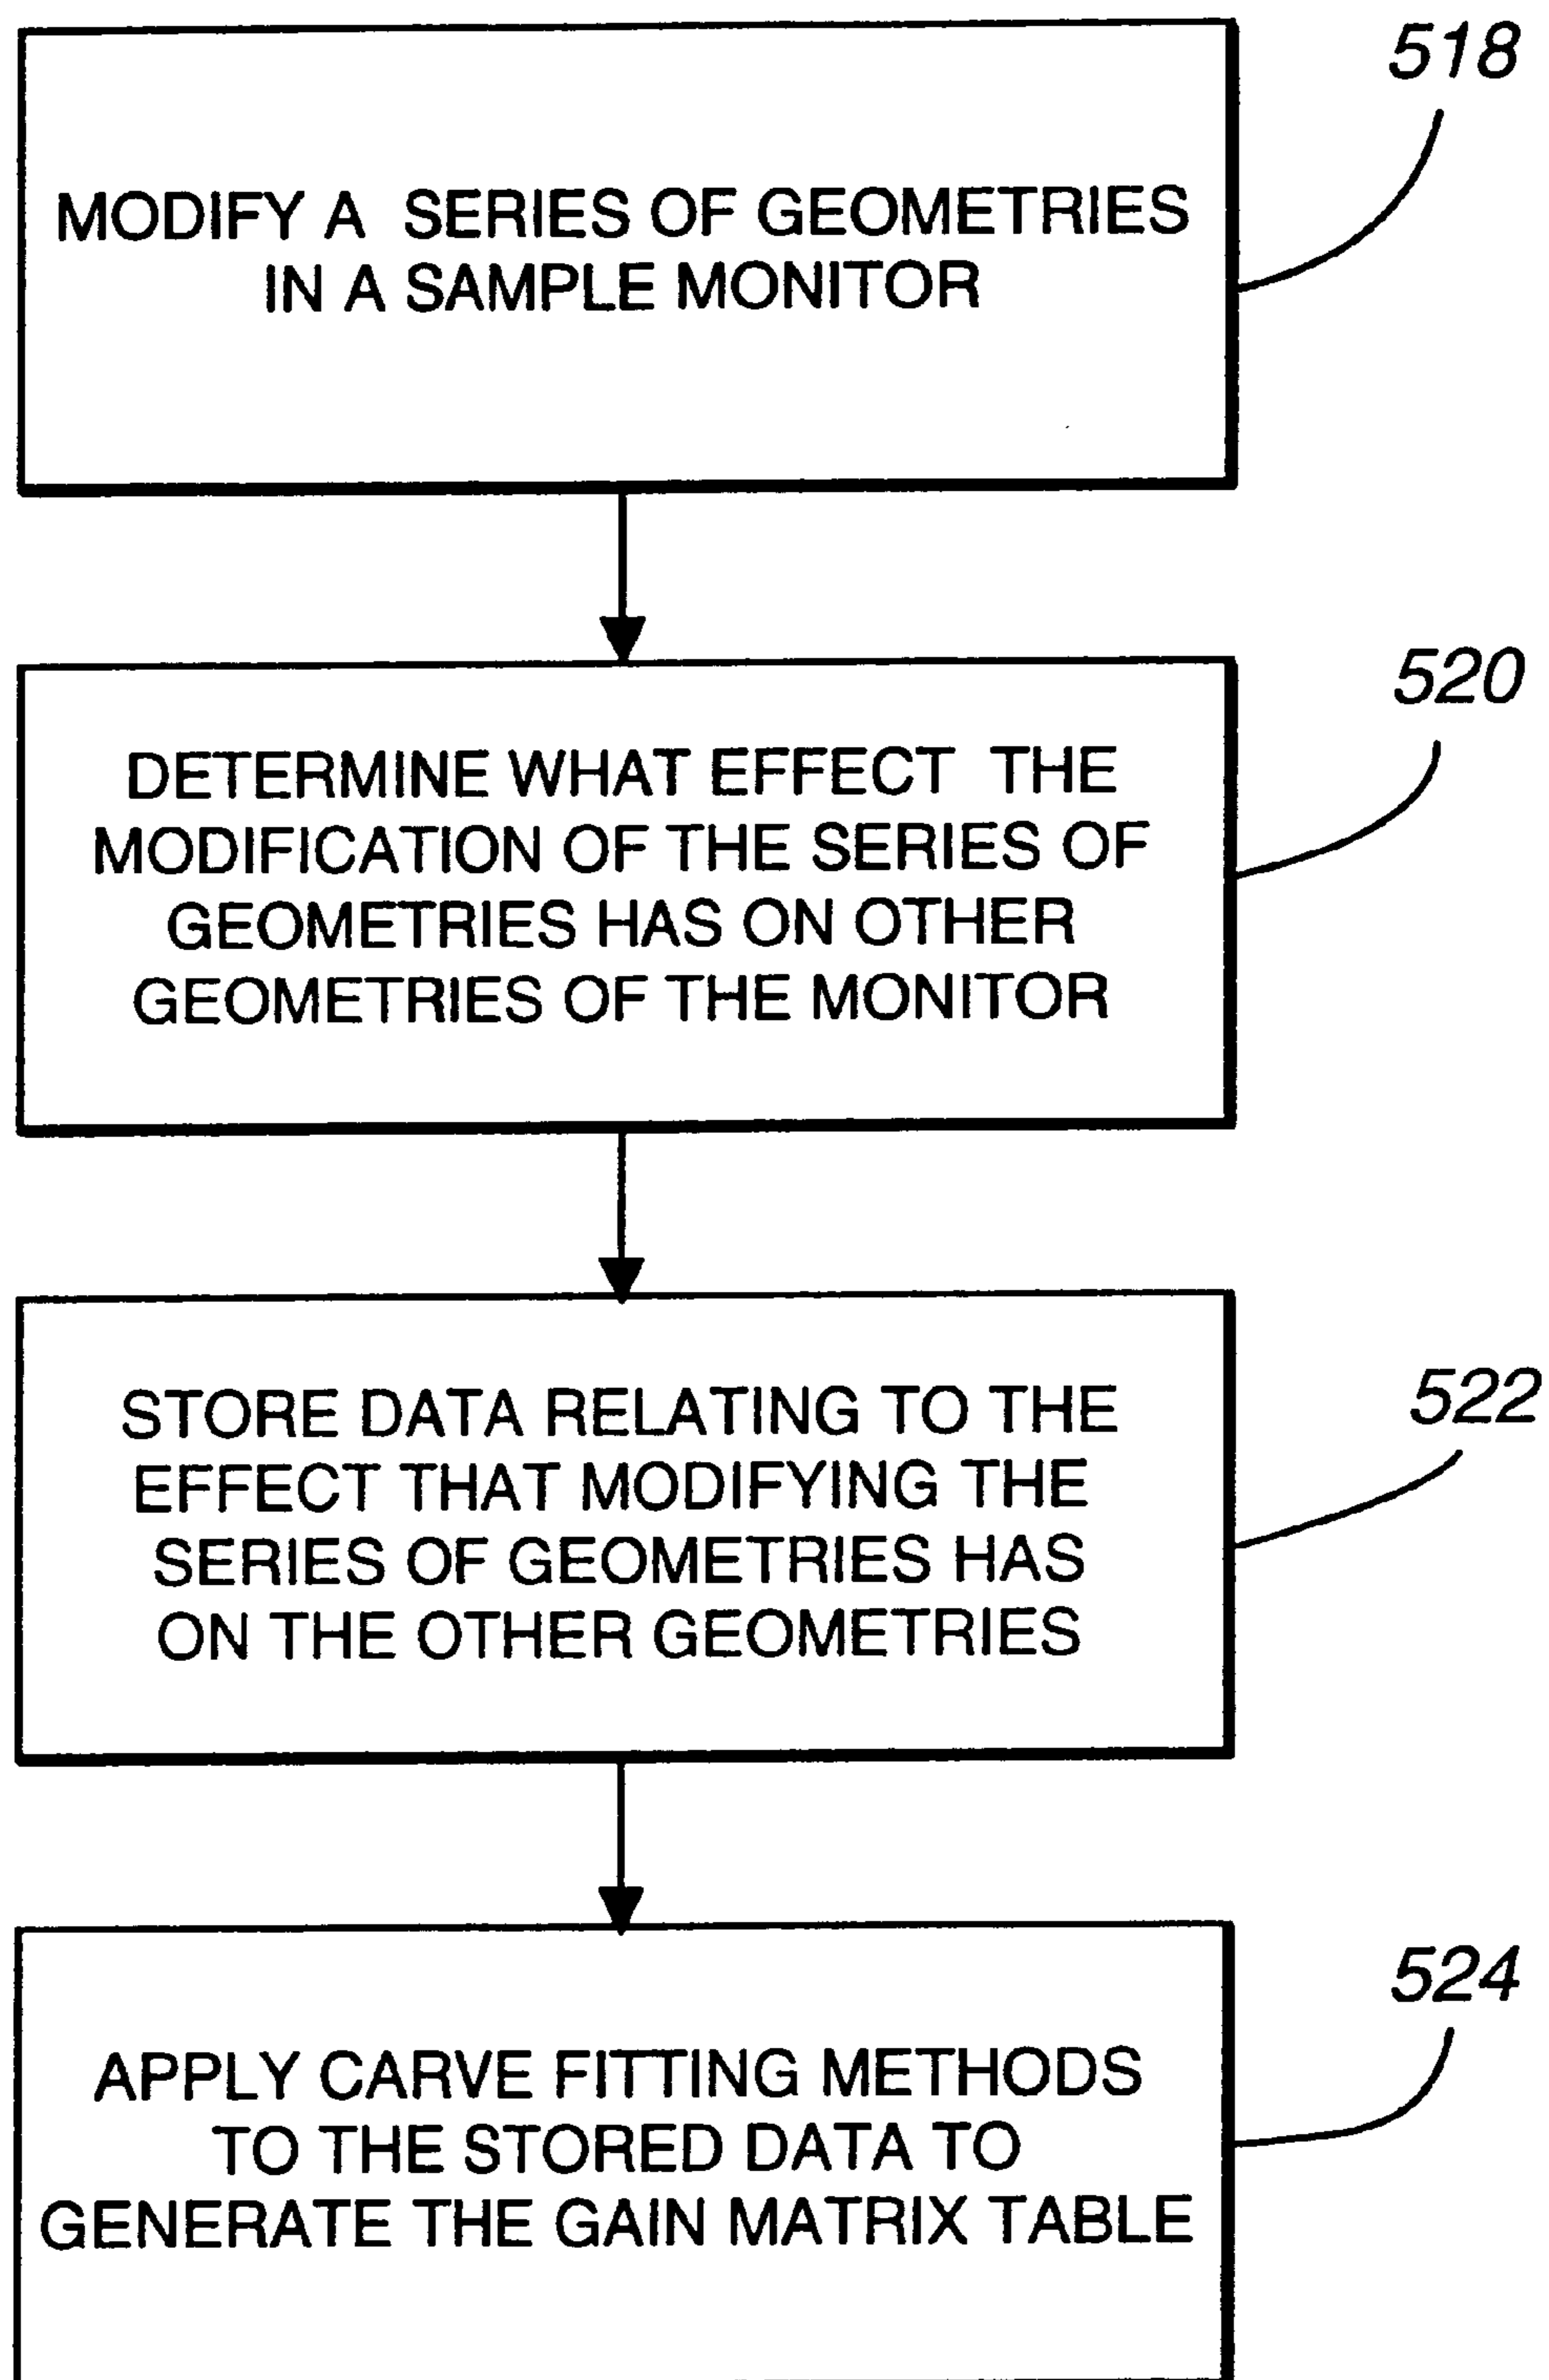 518
MODIFY A SERIES OF GEOMETRIES
IN A SAMPLE MONITOR
520
DETERMINE WHAT EFFECT THE
MODIFICATION OF THE SERIES OF
GEOMETRIES HAS ON OTHER
GEOMETRIES OF THE MONITOR
522
STORE DATA RELATING TO THE
EFFECT THAT MODIFYING THE
SERIES OF GEOMETRIES HAS
ON THE OTHER GEOMETRIES
524
APPLY CARVE FITTING METHODS
TO THE STORED DATA TO
GENERATE THE GAIN MATRIX TABLE